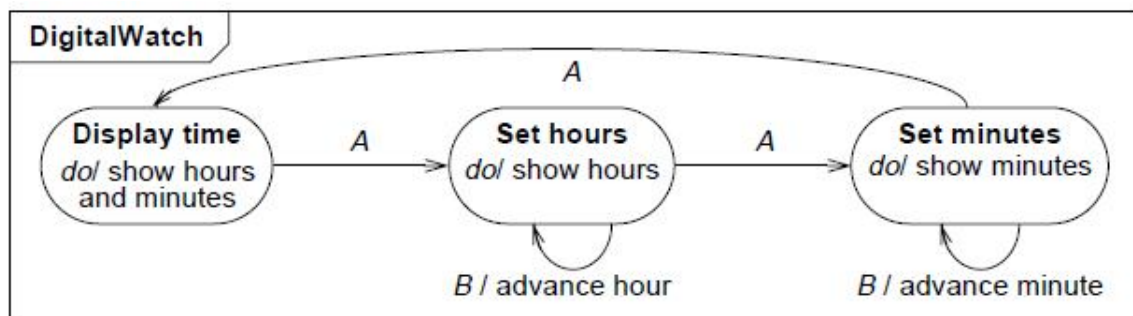 DigitalWatch
A
Display time
do/ show hours
and minutes
A
Set hours
do/ show hours
A
Set minutes
do/ show minutes
B / advance hour
B / advance minute